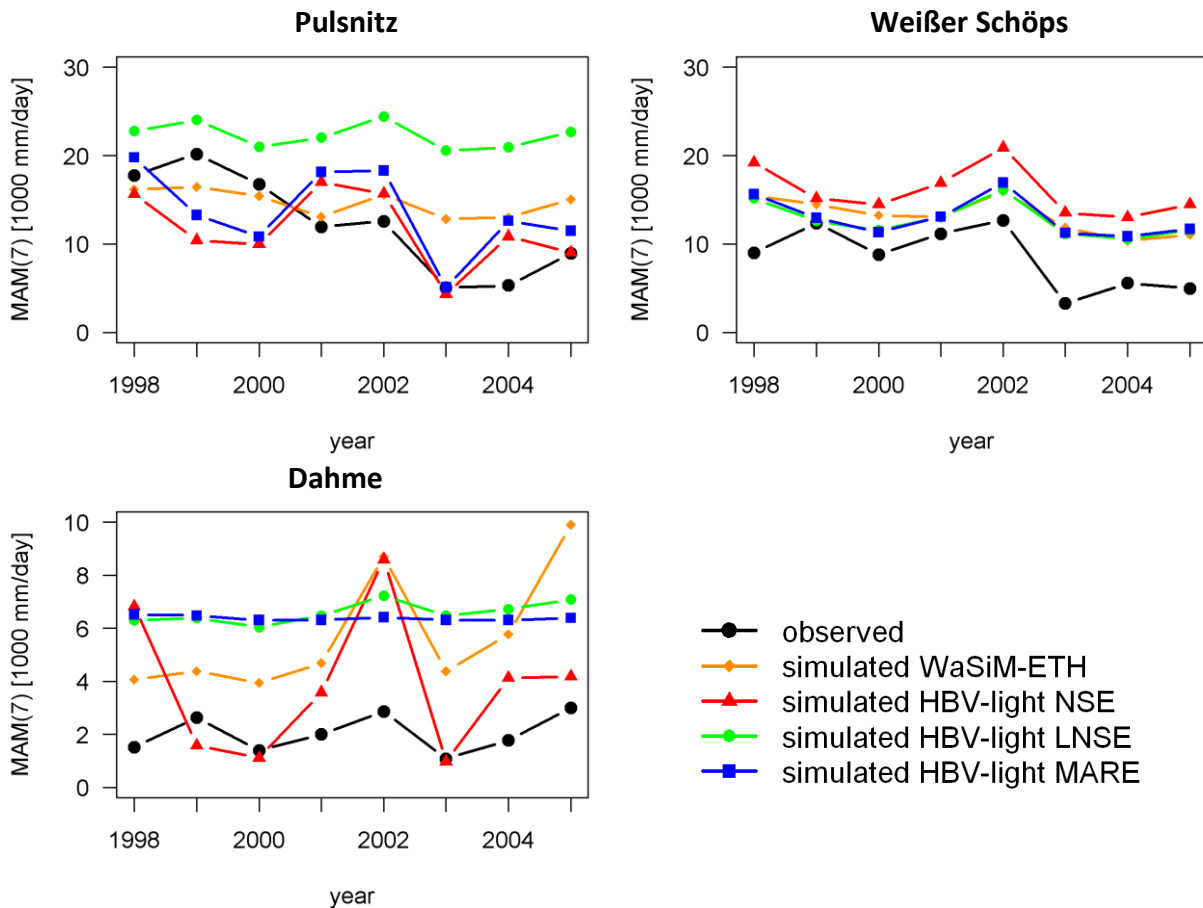 Pulsnitz
MAM(7) [1000 mm/day]
30
20
10
0
1998 2000 2002 2004
year
Weißer Schöps
MAM(7) [1000 mm/day]
30
20
10
0
1998 2000 2002 2004
year
Dahme
MAM(7) [1000 mm/day]
10
8
6
4
2
0
1998 2000 2002 2004
year
observed
simulated WaSiM-ETH
simulated HBV-light NSE
simulated HBV-light LNSE
simulated HBV-light MARE